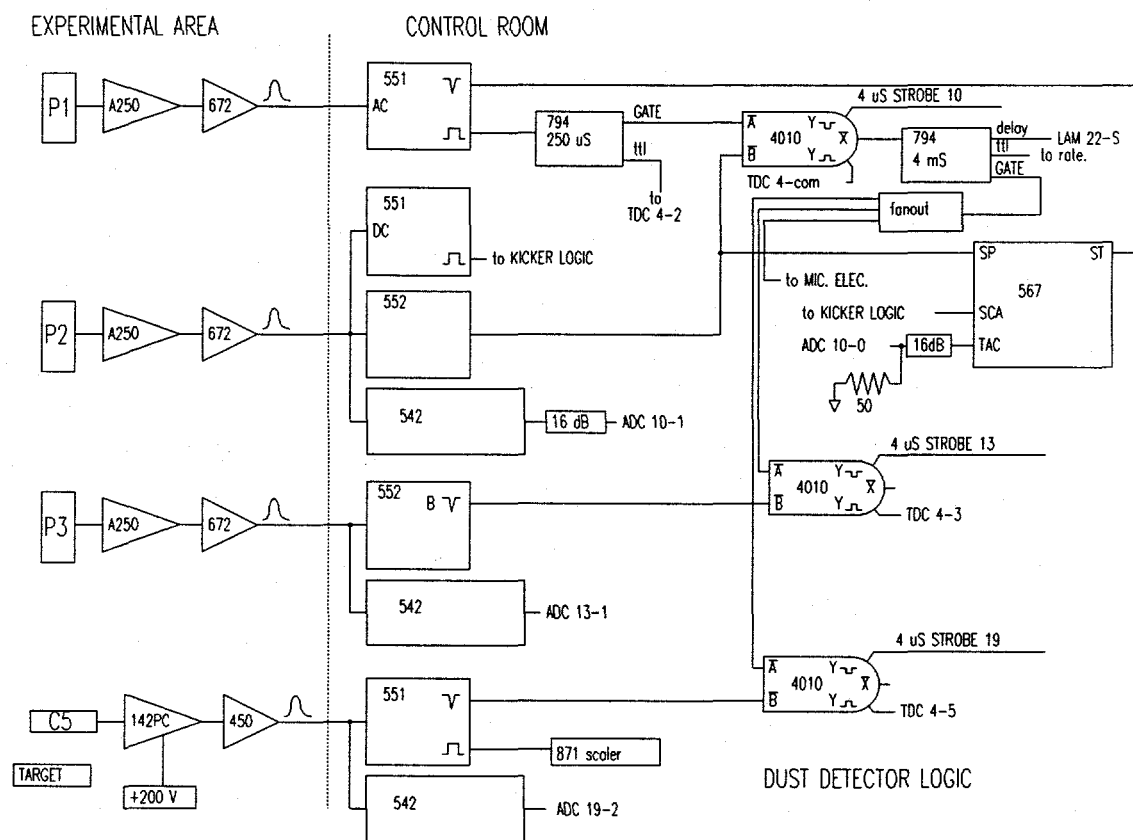 EXPERIMENTAL AREA
CONTROL ROOM
P1
A250
672
551
AC
794
250 uS
GATE
ttl
to
TDC 4-2
4 uS STROBE 10
A
B
4010
Y
Y
X
TDC 4-com
794
4 mS
delay
LAM 22-S
ttl
to rate.
GATE
fanout
551
DC
to KICKER LOGIC
to MIC. ELEC.
SP
ST
567
SCA
TAC
to KICKER LOGIC
ADC 10-0
16dB
50
P2
A250
672
552
542
16 dB
ADC 10-1
P3
A250
672
552
B
542
ADC 13-1
4 uS STROBE 13
A
B
4010
Y
Y
X
TDC 4-3
C5
142PC
450
TARGET
+200 V
551
871 scaler
542
ADC 19-2
4 uS STROBE 19
A
B
4010
Y
Y
X
TDC 4-5
DUST DETECTOR LOGIC